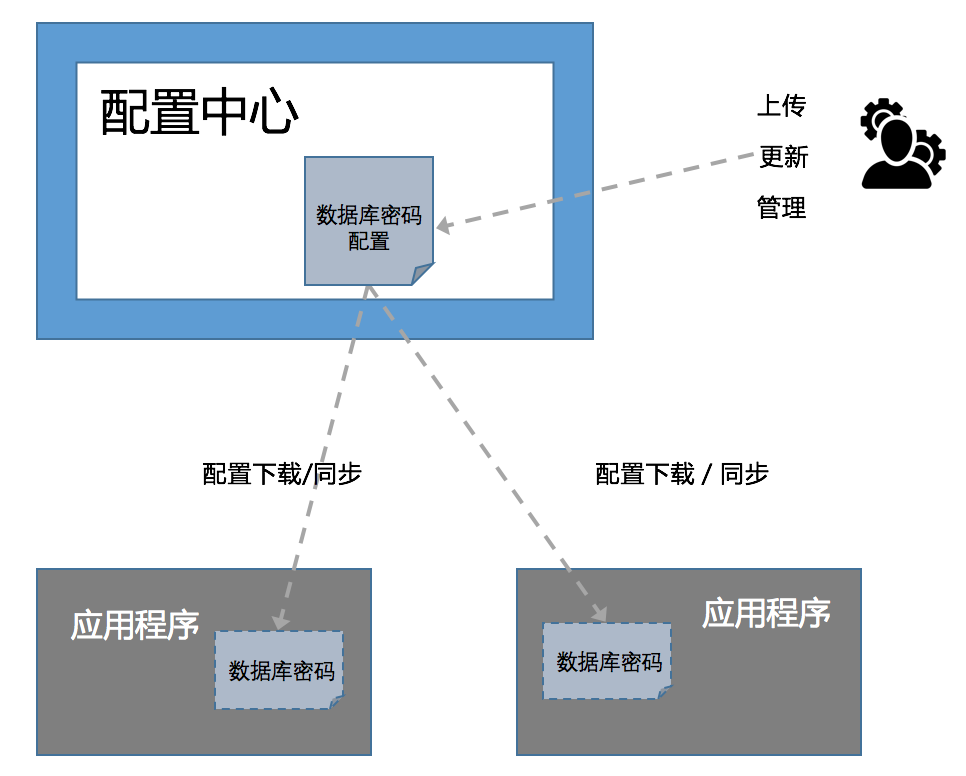 配置中心
上传
更新
管理
数据库密码
配置
配置下载/同步
配置下载 / 同步
应用程序
数据库密码
应用程序
数据库密码